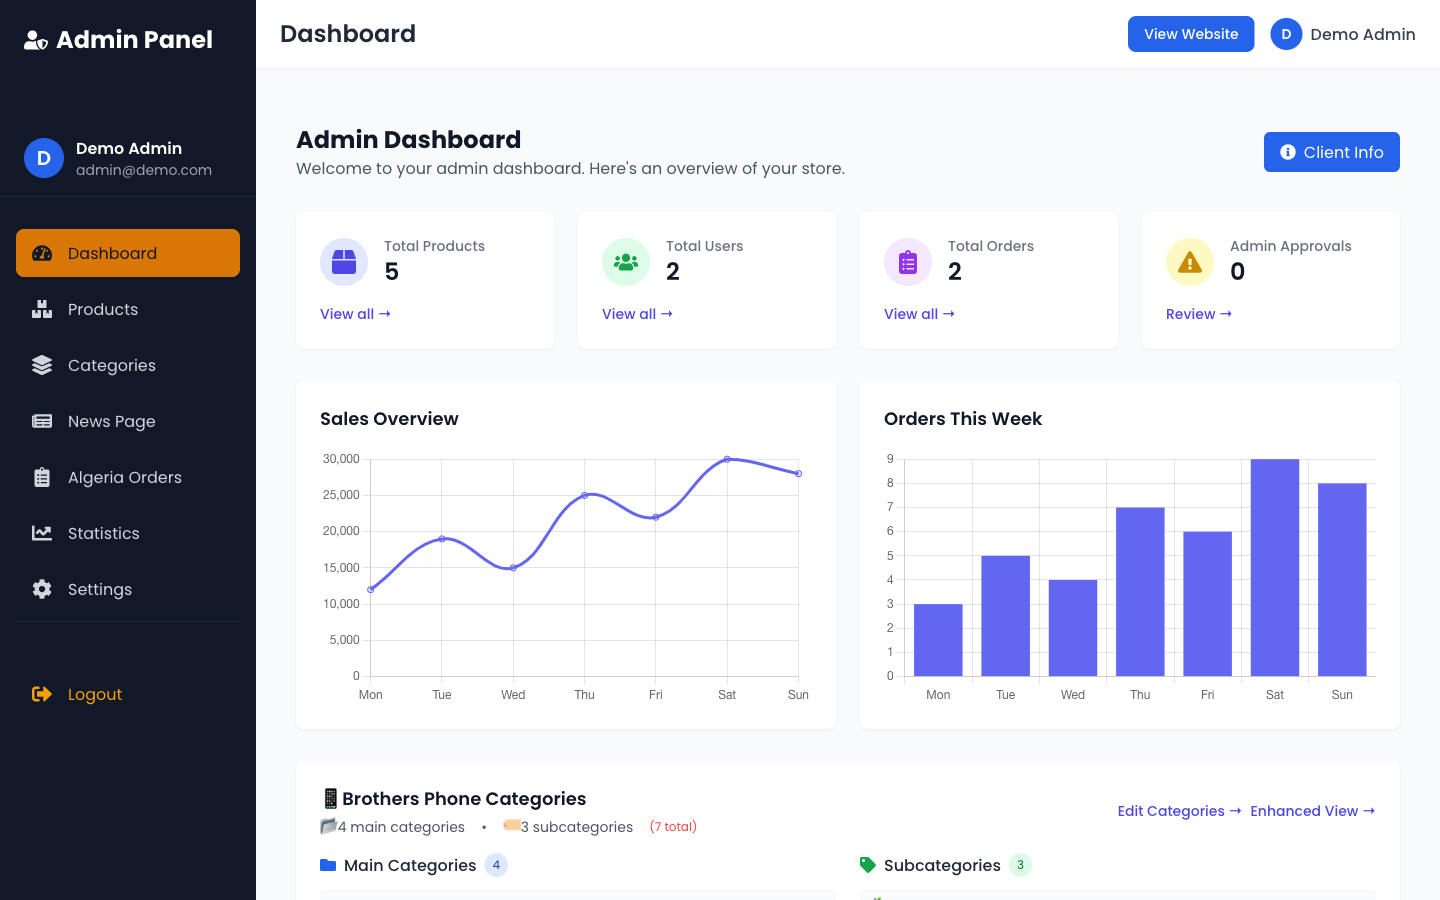 Admin Panel
Demo Admin
admin@demo.com
Dashboard
Products
Categories
News Page
Algeria Orders
Statistics
Settings
Logout
Dashboard
View Website
D
Demo Admin
D
Admin Dashboard
Welcome to your admin dashboard. Here's an overview of your store.
Client Info
Total Products
5
View all →
Total Users
2
View all →
Total Orders
2
View all →
Admin Approvals
0
Review →
Sales Overview
30,000
25,000
20,000
15,000
10,000
5,000
0
Mon Tue Wed Thu Fri Sat Sun
Orders This Week
9
8
7
6
5
4
3
2
1
0
Mon Tue Wed Thu Fri Sat Sun
Brothers Phone Categories
4 main categories • 3 subcategories (7 total)
Edit Categories → Enhanced View →
Main Categories 4
Subcategories 3